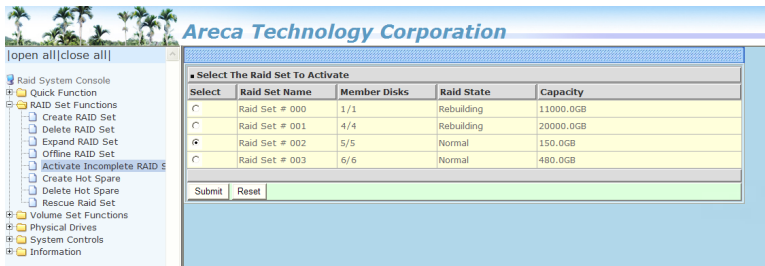 Areca Technology Corporation
|open all|close all|
Raid System Console
Quick Function
RAID Set Functions
Create RAID Set
Delete RAID Set
Expand RAID Set
Offline RAID Set
Activate Incomplete RAID S
Create Hot Spare
Delete Hot Spare
Rescue Raid Set
Volume Set Functions
Physical Drives
System Controls
Information
Select The Raid Set To Activate
Select Raid Set Name Member Disks Raid State Capacity
Raid Set # 000 1/1 Rebuilding 11000.0GB
Raid Set # 001 4/4 Rebuilding 20000.0GB
Raid Set # 002 5/5 Normal 150.0GB
Raid Set # 003 6/6 Normal 480.0GB
Submit Reset